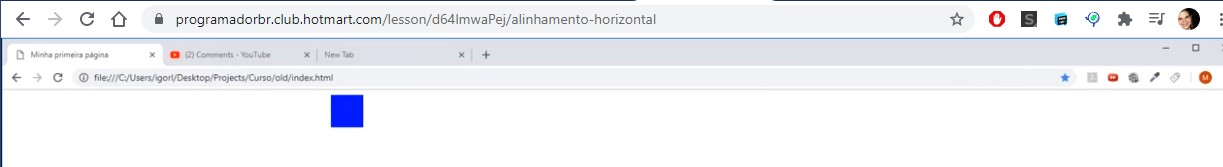 programadorbr.club.hotmart.com/lesson/d64lmwaPej/alinhamento-horizontal
Minha primeira página
(2) Comments - YouTube
New Tab
file:///C:/Users/igorl/Desktop/Projects/Curso/old/index.html
M